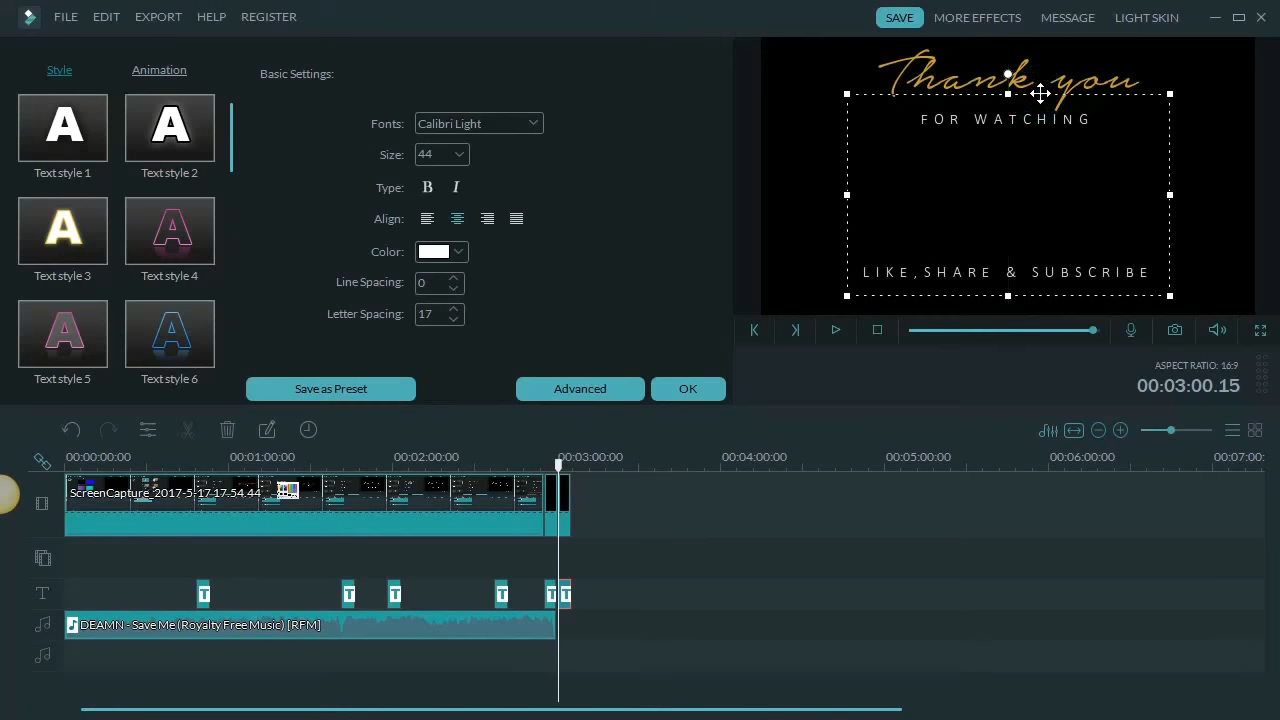 FILE EDIT EXPORT HELP REGISTER SAVE MORE EFFECTS MESSAGE LIGHT SKIN
Style Animation
Basic Settings:
A A
Text style 1 Text style 2
A A
Text style 3 Text style 4
A A
Text style 5 Text style 6
Fonts: Calibri Light
Size: 44
Type: B I
Align:
Color:
Line Spacing: 0
Letter Spacing: 17
Save as Preset Advanced OK
Thank you
FOR WATCHING
LIKE,SHARE & SUBSCRIBE
ASPECT RATIO: 16:9
00:03:00.15
00:00:00:00 00:01:00:00 00:02:00:00 00:03:00:00 00:04:00:00 00:05:00:00 00:06:00:00 00:07:00:
ScreenCapture_2017-5-17 17.54.44
T T T T T T T
DEAMN - Save Me (Royalty Free Music) [RFM]